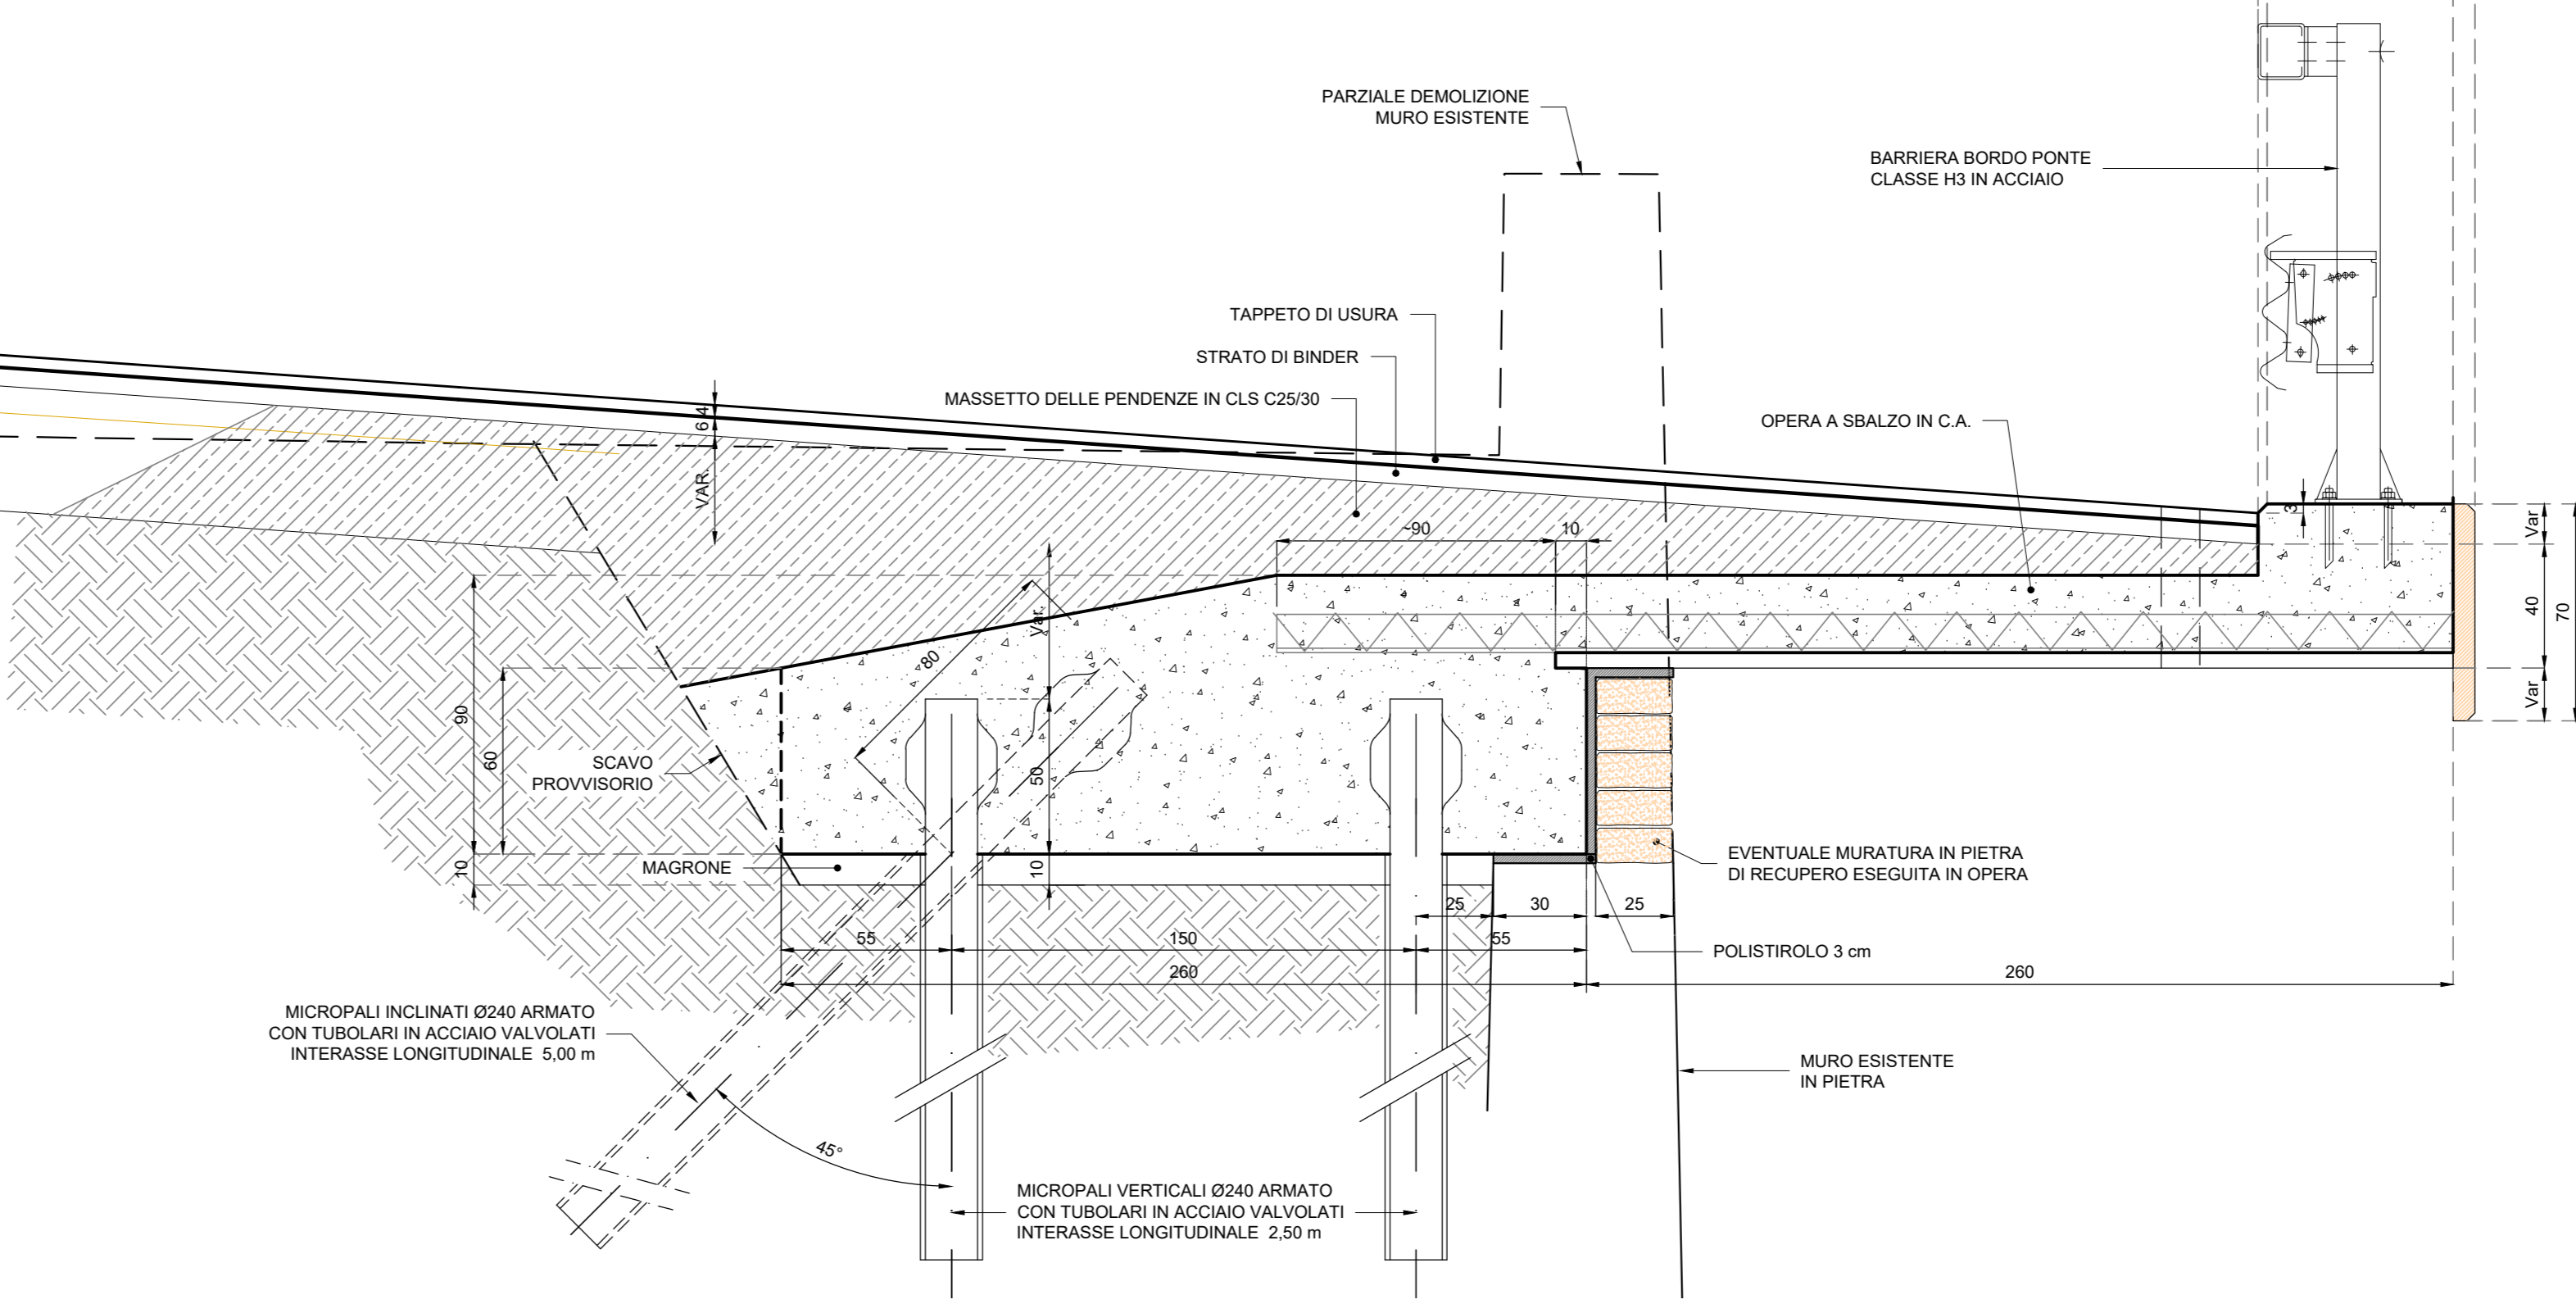 PARZIALE DEMOLIZIONE
MURO ESISTENTE
BARRIERA BORDO PONTE
CLASSE H3 IN ACCIAIO
TAPPETO DI USURA
STRATO DI BINDER
MASSETTO DELLE PENDENZE IN CLS C25/30
OPERA A SBALZO IN C.A.
4
6
VAR.
~90
10
3
Var
40
70
Var
Var.
80
90
60
50
10
10
SCAVO
PROVVISORIO
MAGRONE
EVENTUALE MURATURA IN PIETRA
DI RECUPERO ESEGUITA IN OPERA
25
30
25
55
150
55
POLISTIROLO 3 cm
260
260
MICROPALI INCLINATI Ø240 ARMATO
CON TUBOLARI IN ACCIAIO VALVOLATI
INTERASSE LONGITUDINALE 5,00 m
MURO ESISTENTE
IN PIETRA
45°
MICROPALI VERTICALI Ø240 ARMATO
CON TUBOLARI IN ACCIAIO VALVOLATI
INTERASSE LONGITUDINALE 2,50 m